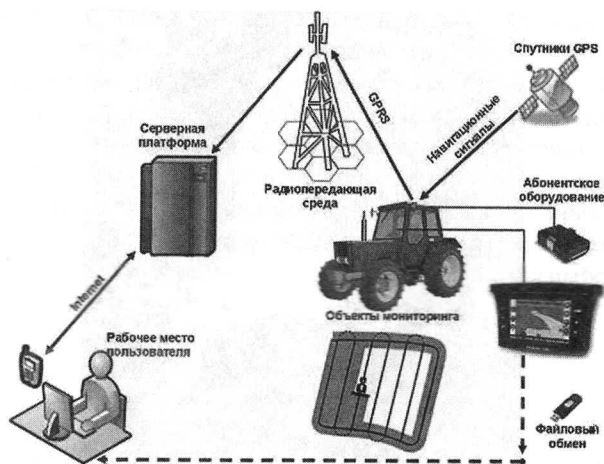 Спутники GPS
GPRS
Навигационные
сигналы
Серверная
платформа
Радиопередающая
среда
Абонентское
оборудование
Internet
Объекты мониторинга
Рабочее место
пользователя
Файловый
обмен